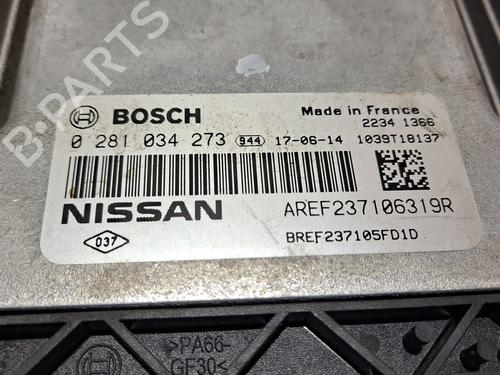 B-PARTS
BOSCH
Made in France
2234 1366
0 281 034 273 944 17-06-14 1039T18137
NISSAN
AREF237106319R
037
BREF237105FD1D
>PA66-
GF30<